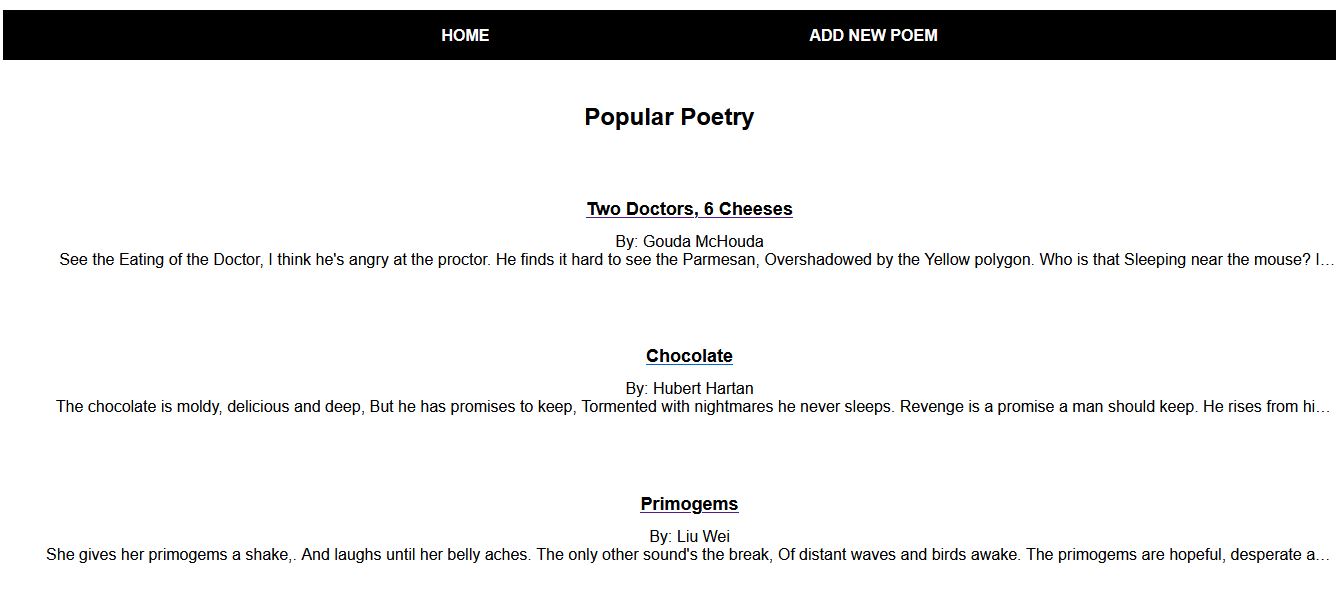 HOME ADD NEW POEM
Popular Poetry
Two Doctors, 6 Cheeses
By: Gouda McHouda
See the Eating of the Doctor, I think he's angry at the proctor. He finds it hard to see the Parmesan, Overshadowed by the Yellow polygon. Who is that Sleeping near the mouse? I...
Chocolate
By: Hubert Hartan
The chocolate is moldy, delicious and deep, But he has promises to keep, Tormented with nightmares he never sleeps. Revenge is a promise a man should keep. He rises from hi...
Primogems
By: Liu Wei
She gives her primogems a shake,. And laughs until her belly aches. The only other sound's the break, Of distant waves and birds awake. The primogems are hopeful, desperate a...